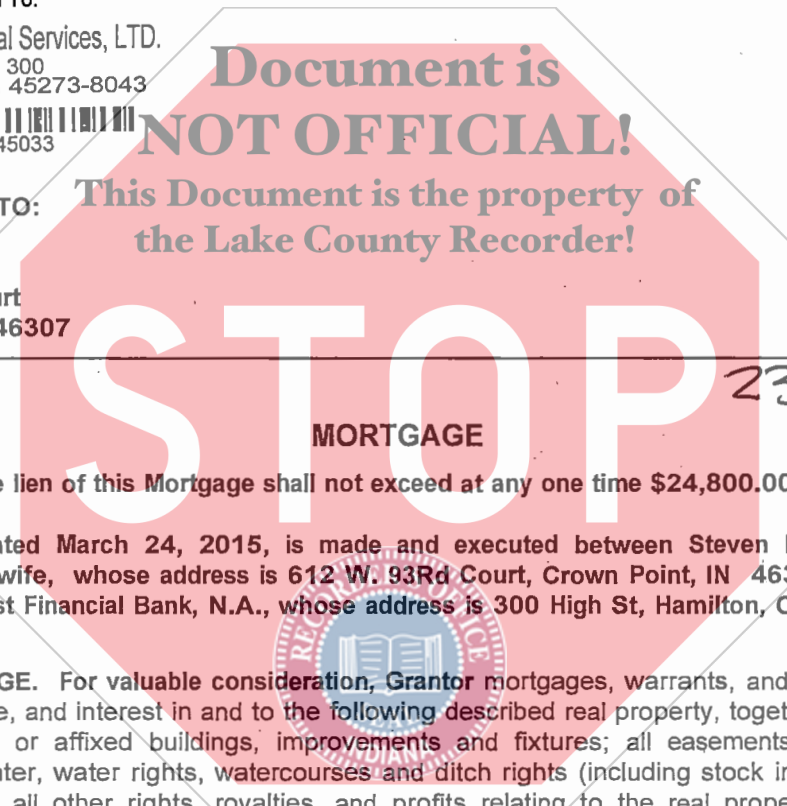 al Services, LTD.
300
45273-8043
45033
TO:
rt
46307
Document is
NOT OFFICIAL!
This Document is the property of
the Lake County Recorder!
STOP
23
MORTGAGE
e lien of this Mortgage shall not exceed at any one time $24,800.00
ated March 24, 2015, is made and executed between Steven
wife, whose address is 612 W. 93Rd Court, Crown Point, IN 463
st Financial Bank, N.A., whose address is 300 High St, Hamilton, O
RECORDER'S OFFICE
INDIANA
GE. For valuable consideration, Grantor mortgages, warrants, and
e, and interest in and to the following described real property, toget
or affixed buildings, improvements and fixtures; all easements
ater, water rights, watercourses and ditch rights (including stock in
all other rights, royalties, and profits relating to the real prope